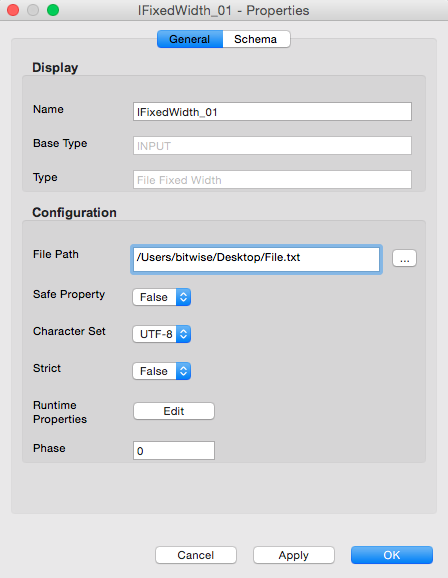 IFixedWidth_01 - Properties
General Schema
Display
Name IFixedWidth_01
Base Type INPUT
Type File Fixed Width
Configuration
File Path /Users/bitwise/Desktop/File.txt ...
Safe Property False
Character Set UTF-8
Strict False
Runtime
Properties Edit
Phase 0
Cancel Apply OK